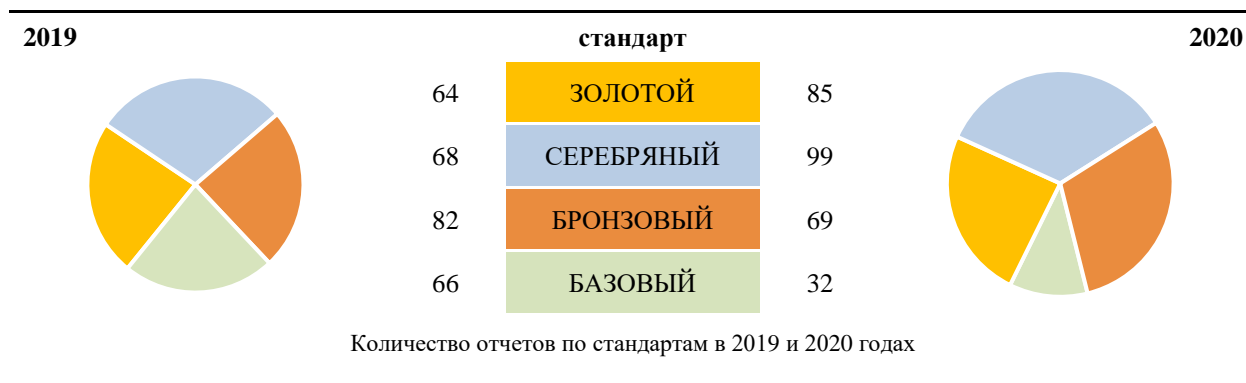 2019 стандарт 2020
64 ЗОЛОТОЙ 85
68 СЕРЕБРЯНЫЙ 99
82 БРОНЗОВЫЙ 69
66 БАЗОВЫЙ 32
Количество отчетов по стандартам в 2019 и 2020 годах